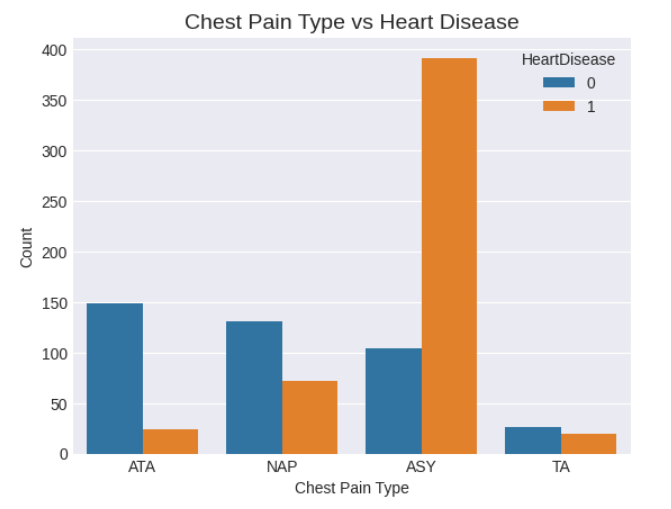 Chest Pain Type vs Heart Disease
HeartDisease
0
1
400
350
300
250
200
150
100
50
0
Count
ATA NAP ASY TA
Chest Pain Type